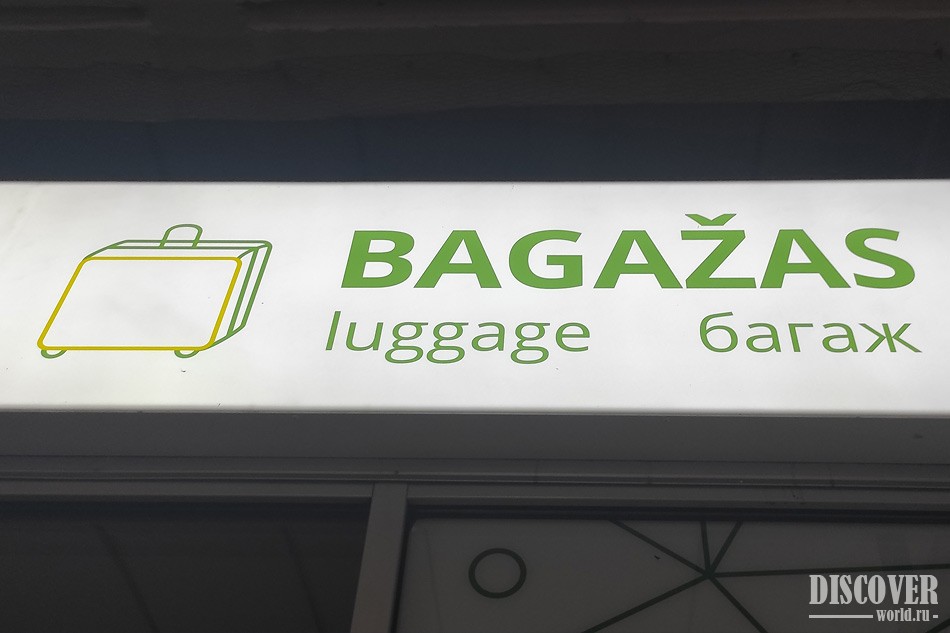 BAGAŽAS
luggage багаж
DISCOVER
world.ru